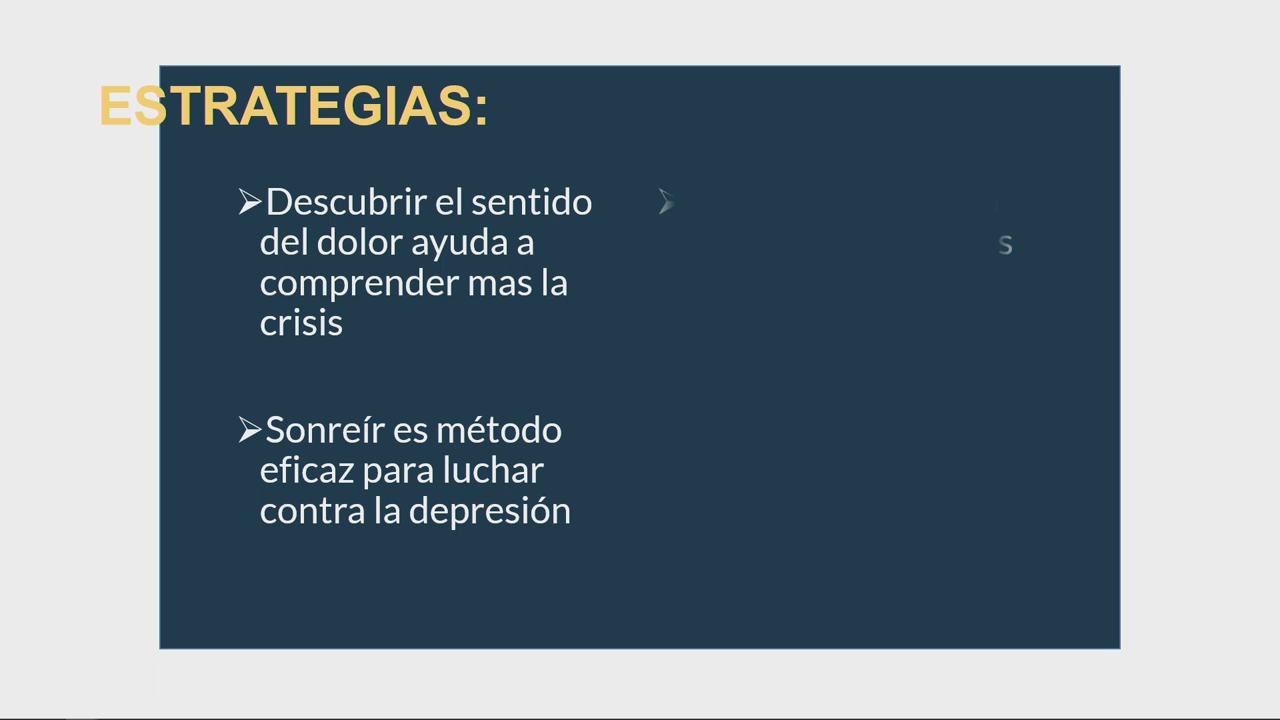 ESTRATEGIAS:
➢Descubrir el sentido
del dolor ayuda a
comprender mas la
crisis
➢Sonreír es método
eficaz para luchar
contra la depresión